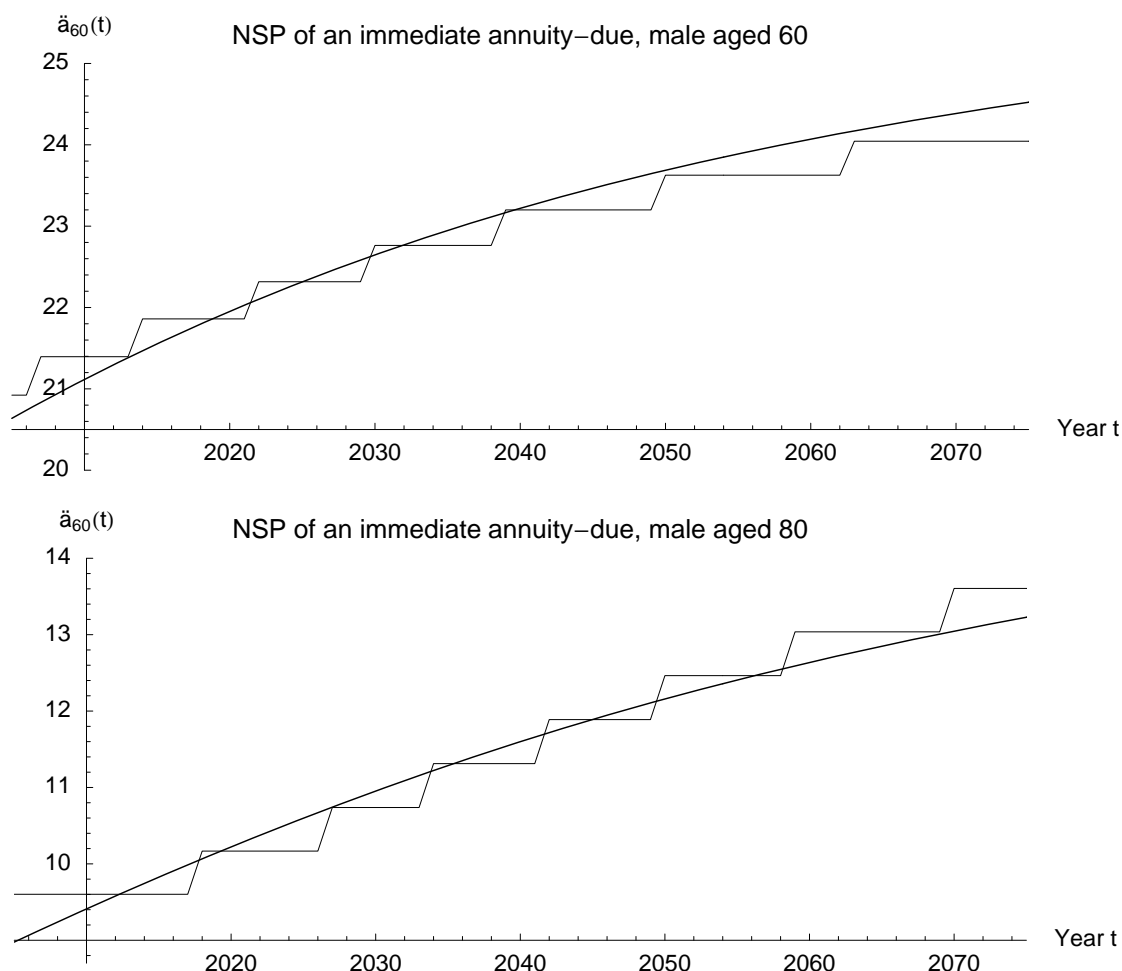 ä60(t)
NSP of an immediate annuity−due, male aged 60
25
24
23
22
21
20
2020 2030 2040 2050 2060 2070
Year t
ä60(t)
NSP of an immediate annuity−due, male aged 80
14
13
12
11
10
2020 2030 2040 2050 2060 2070
Year t